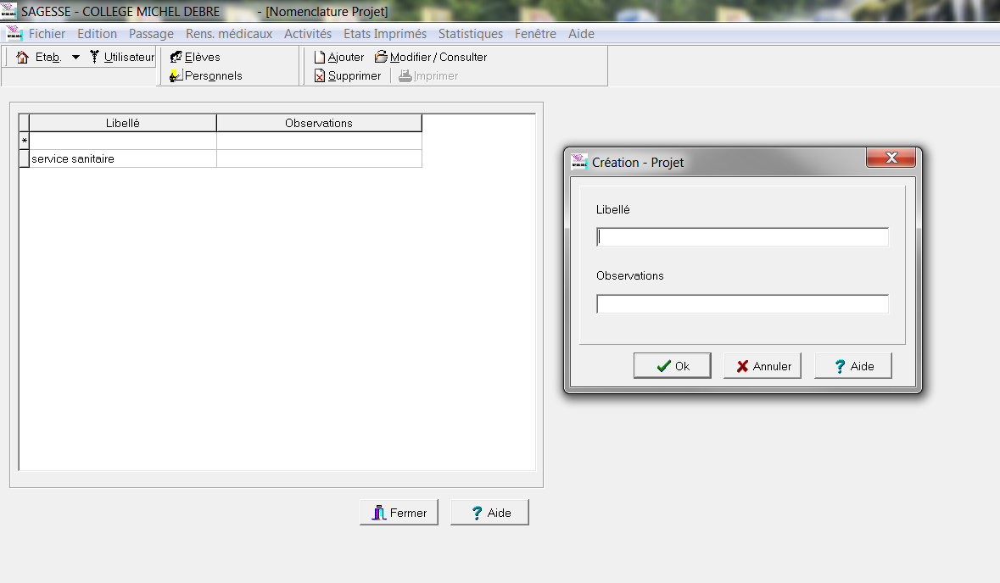 SAGESSE - COLLEGE MICHEL DEBRE - [Nomenclature Projet]
Fichier Edition Passage Rens. médicaux Activités Etats Imprimés Statistiques Fenêtre Aide
Etab. Utilisateur Elèves Ajouter Modifier / Consulter
Personnels Supprimer Imprimer
Libellé Observations
*
service sanitaire
Fermer Aide
Création - Projet
Libellé
Observations
Ok Annuler Aide